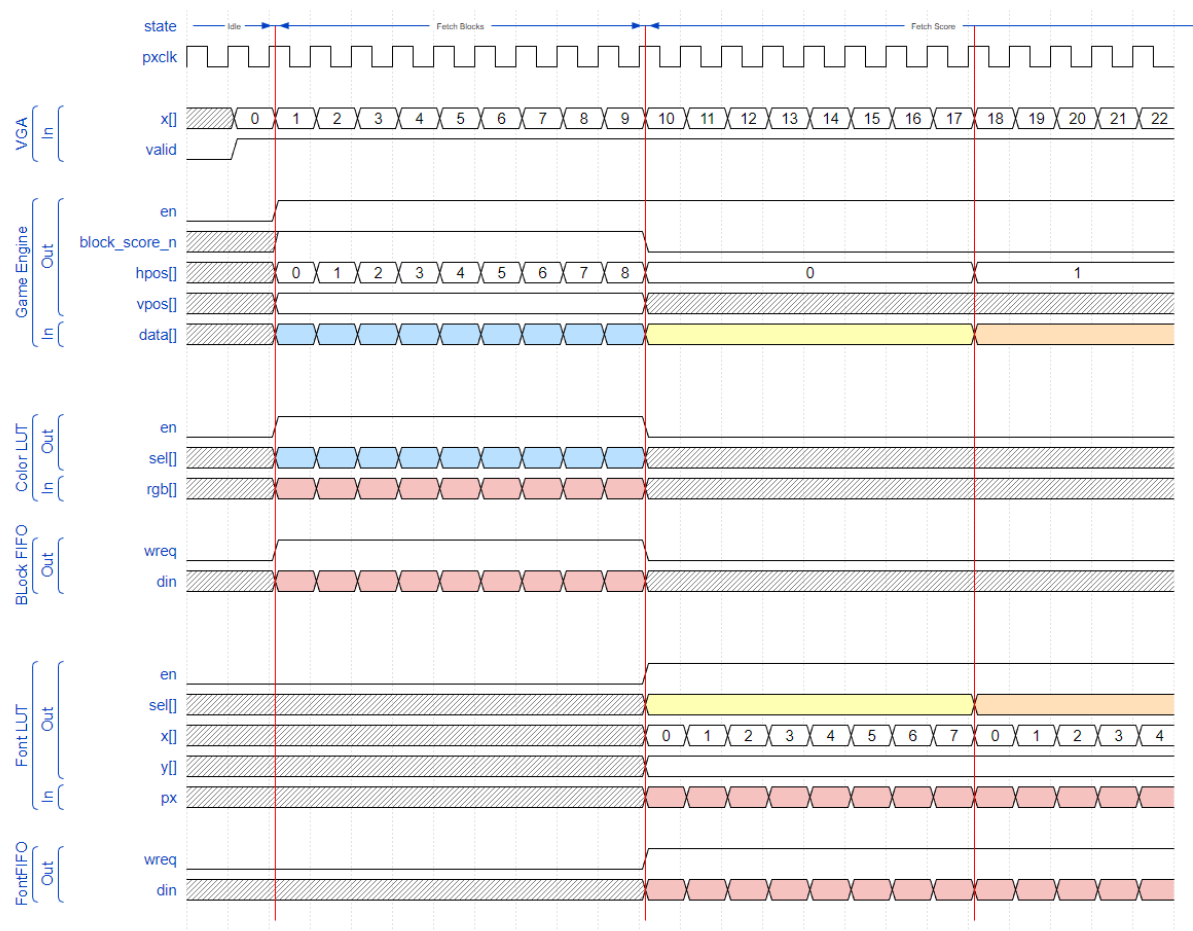 state Idle Fetch Blocks Fetch Score
pxclk
VGA In x[] 0 1 2 3 4 5 6 7 8 9 10 11 12 13 14 15 16 17 18 19 20 21 22
valid
Game Engine Out en
block_score_n
hpos[] 0 1 2 3 4 5 6 7 8 0 1
vpos[]
In data[]
Color LUT Out en
sel[]
In rgb[]
BLock FIFO Out wreq
din
Font LUT Out en
sel[]
x[] 0 1 2 3 4 5 6 7 0 1 2 3 4
y[]
In px
FontFIFO Out wreq
din